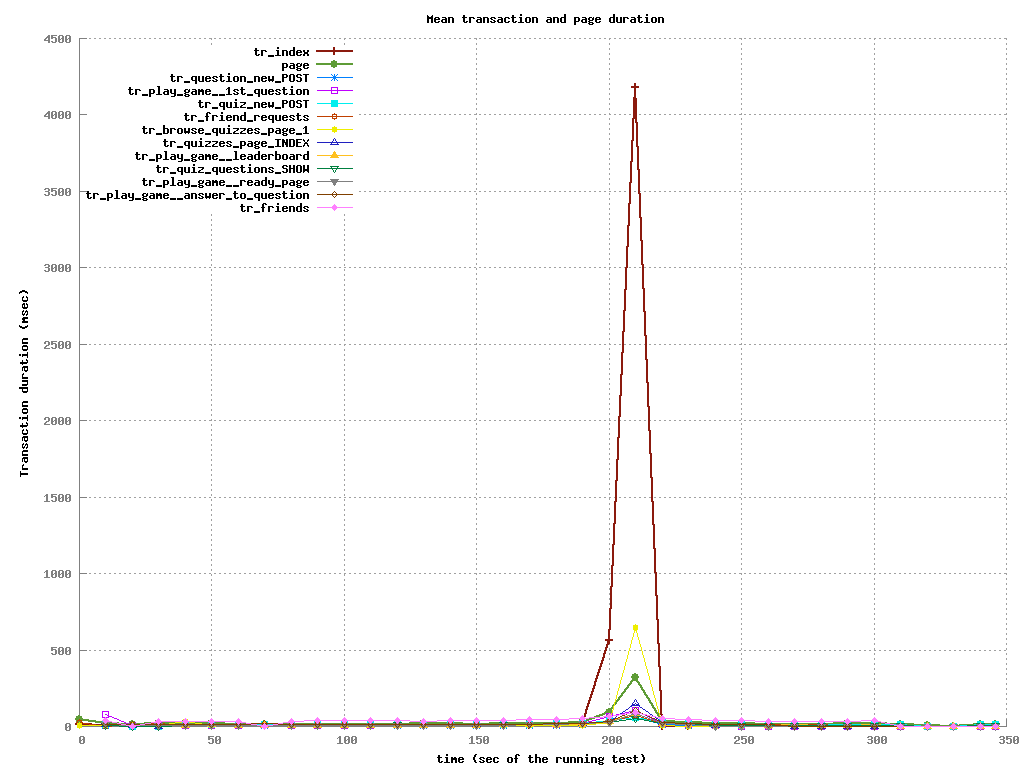 Mean transaction and page duration
4500
4000
3500
3000
2500
2000
1500
1000
500
0
Transaction duration (msec)
tr_index
page
tr_question_new_POST
tr_play_game__1st_question
tr_quiz_new_POST
tr_friend_requests
tr_browse_quizzes_page_1
tr_quizzes_page_INDEX
tr_play_game__leaderboard
tr_quiz_questions_SHOW
tr_play_game__ready_page
tr_play_game__answer_to_question
tr_friends
0 50 100 150 200 250 300 350
time (sec of the running test)